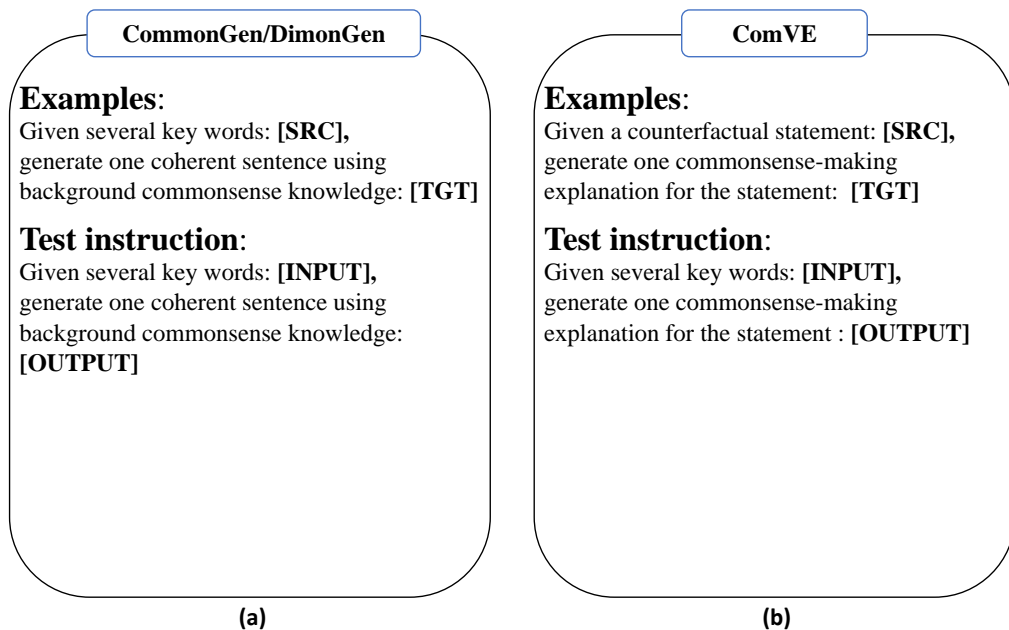 CommonGen/DimonGen
Examples:
Given several key words: [SRC],
generate one coherent sentence using
background commonsense knowledge: [TGT]
Test instruction:
Given several key words: [INPUT],
generate one coherent sentence using
background commonsense knowledge:
[OUTPUT]
(a)
ComVE
Examples:
Given a counterfactual statement: [SRC],
generate one commonsense-making
explanation for the statement: [TGT]
Test instruction:
Given several key words: [INPUT],
generate one commonsense-making
explanation for the statement : [OUTPUT]
(b)